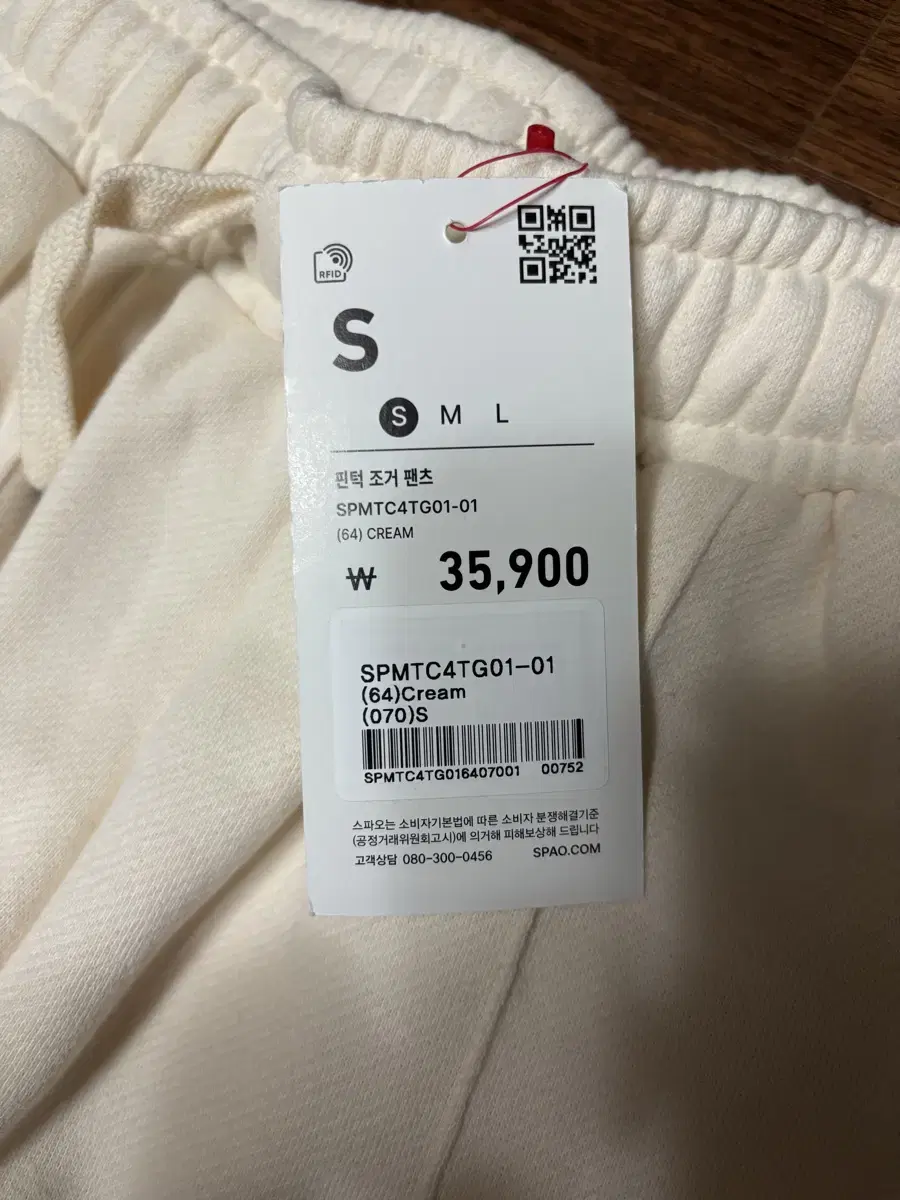 RFID
S
S M L
핀턱 조거 팬츠
SPMTC4TG01-01
(64) CREAM
₩ 35,900
SPMTC4TG01-01
(64)Cream
(070)S
SPMTC4TG016407001 00752
스파오는 소비자기본법에 따른 소비자 분쟁해결기준
(공정거래위원회고시)에 의거해 피해보상해 드립니다
고객상담 080-300-0456 SPAO.COM